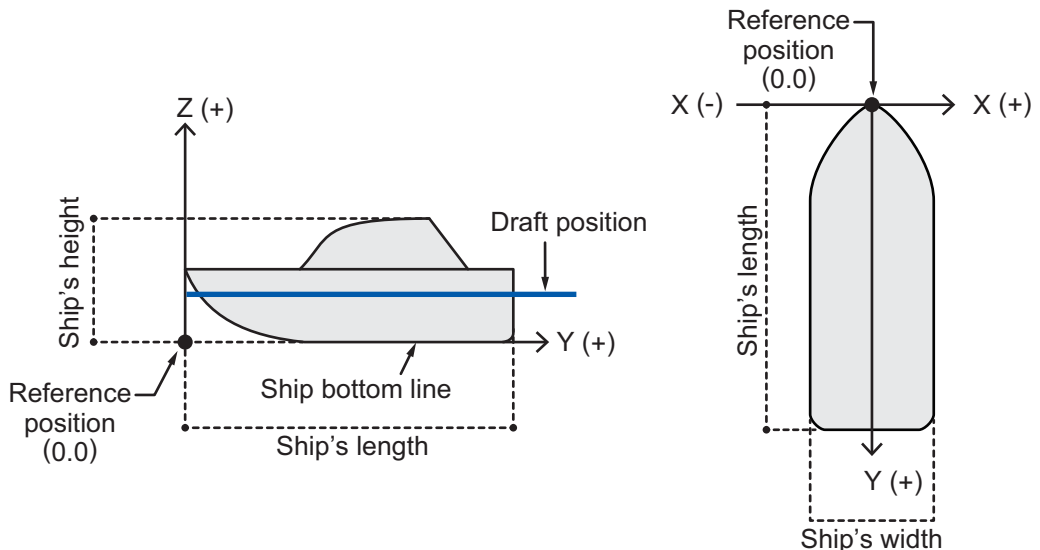 Z (+)
Ship's height
Draft position
Y (+)
Reference
position
(0.0)
Ship bottom line
Ship's length
Reference
position
(0.0)
X (-)
X (+)
Ship's length
Y (+)
Ship's width